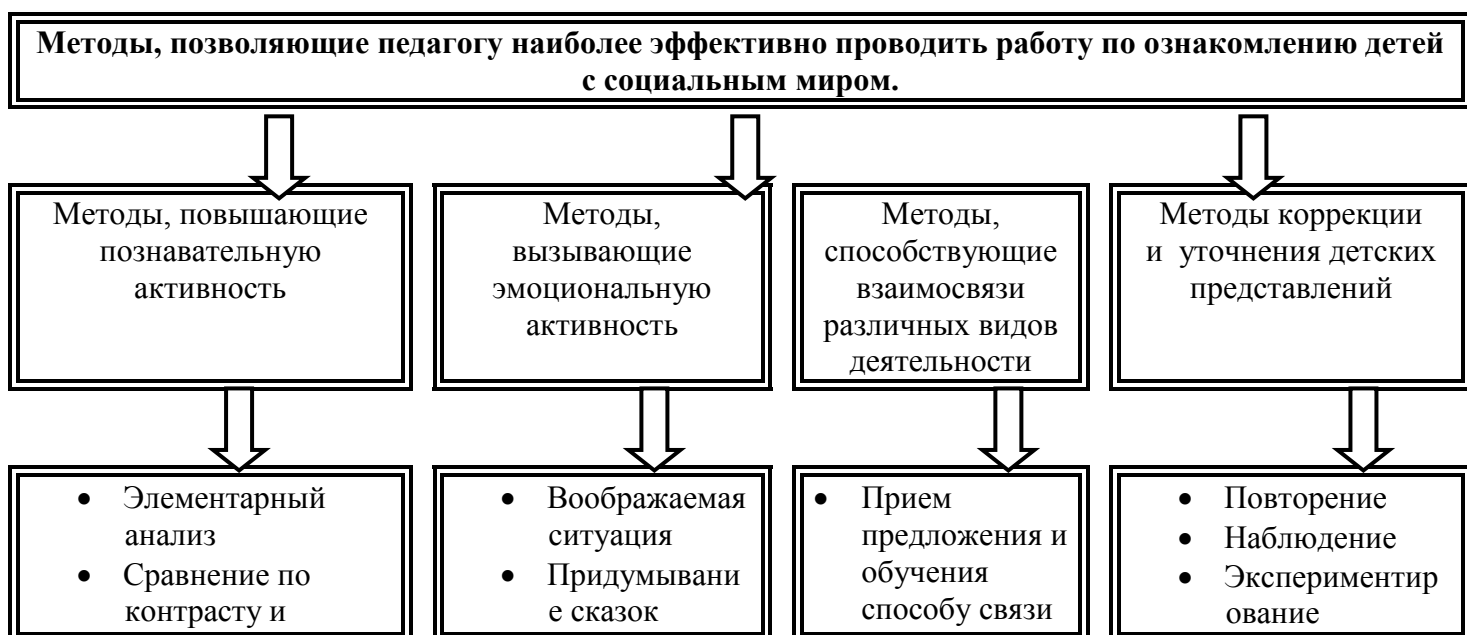 Методы, позволяющие педагогу наиболее эффективно проводить работу по ознакомлению детей
с социальным миром.
Методы, повышающие
познавательную
активность
Методы,
вызывающие
эмоциональную
активность
Методы,
способствующие
взаимосвязи
различных видов
деятельности
Методы коррекции
и уточнения детских
представлений
• Элементарный
анализ
• Сравнение по
контрасту и
• Воображаемая
ситуация
• Придумывани
е сказок
• Прием
предложения и
обучения
способу связи
• Повторение
• Наблюдение
• Экспериментир
ование